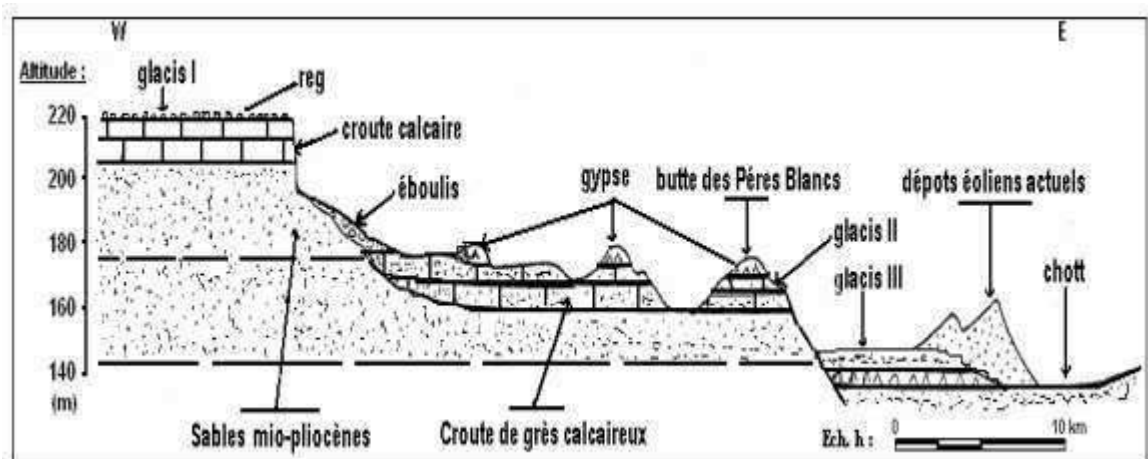 W E
Altitude :
glacis I
reg
220
croute calcaire
200
gypse
butte des Péres Blancs
dépots éoliens actuels
éboulis
180
glacis II
glacis III
chott
160
140
(m)
Sables mio-pliocènes
Croute de grès calcaireux
Ech. h : 0 10 km